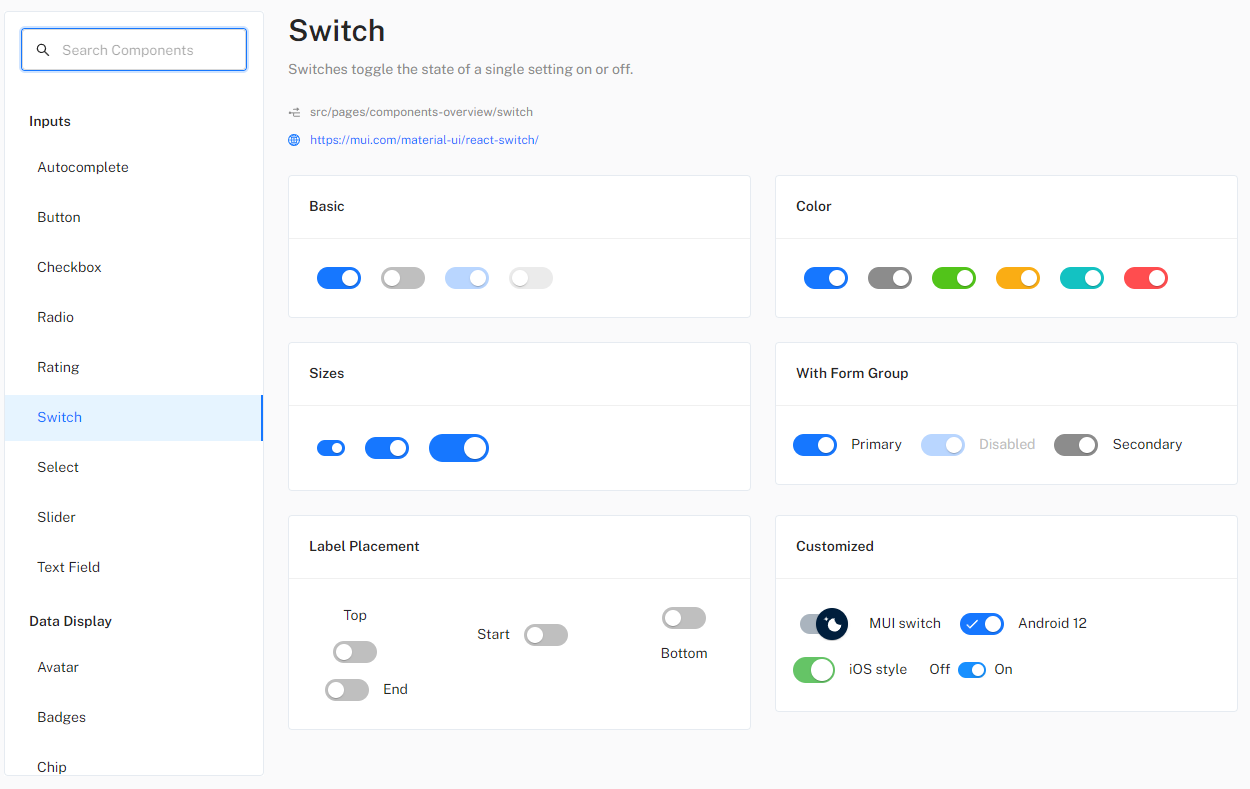 Search Components
Inputs
Autocomplete
Button
Checkbox
Radio
Rating
Switch
Select
Slider
Text Field
Data Display
Avatar
Badges
Chip
Switch
Switches toggle the state of a single setting on or off.
src/pages/components-overview/switch
https://mui.com/material-ui/react-switch/
Basic
Color
Sizes
With Form Group
Primary Disabled Secondary
Label Placement
Top
Start
Bottom
End
Customized
MUI switch Android 12
iOS style Off On